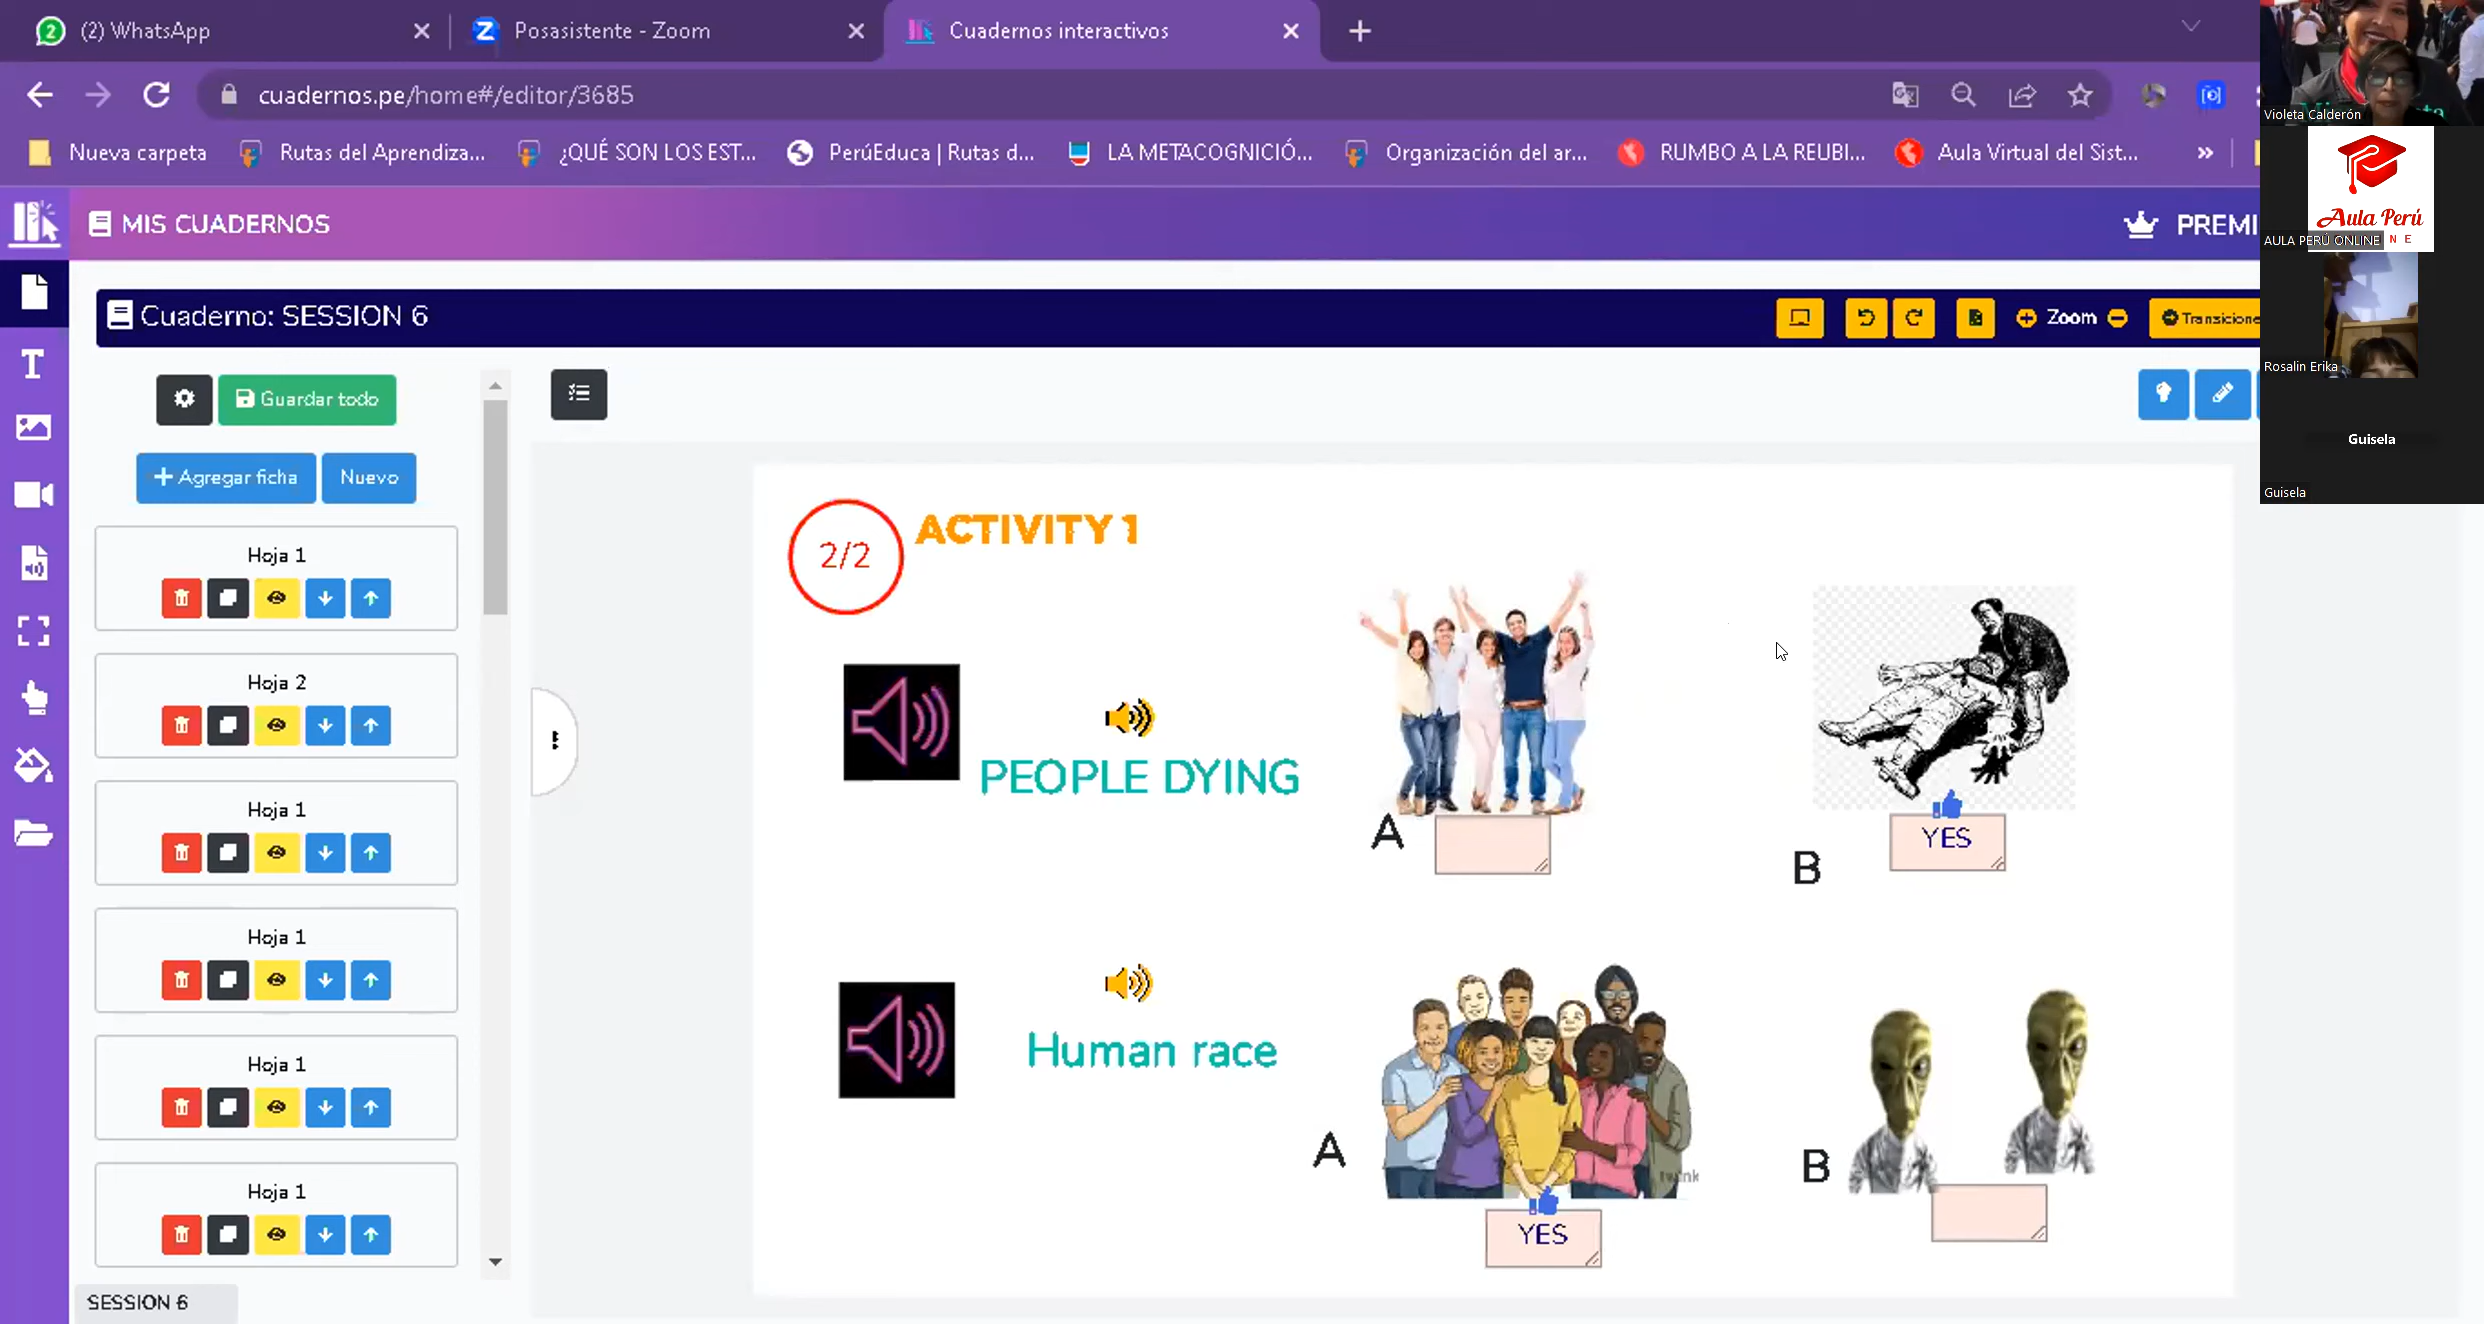 (2) WhatsApp
Posasistente - Zoom
Cuadernos interactivos
cuadernos.pe/home#/editor/3685
Nueva carpeta
Rutas del Aprendiza...
¿QUÉ SON LOS EST...
PerúEduca | Rutas d...
LA METACOGNICIÓ...
Organización del ar...
RUMBO A LA REUBI...
Aula Virtual del Sist...
»
MIS CUADERNOS
PREMI
Cuaderno: SESSION 6
Zoom
Transicione
Guardar todo
Agregar ficha
Nuevo
Hoja 1
Hoja 2
Hoja 1
Hoja 1
Hoja 1
Hoja 1
SESSION 6
2/2
ACTIVITY 1
PEOPLE DYING
A
B
YES
Human race
A
YES
B
Violeta Calderón
Aula Perú
AULA PERÚ ONLINE
N E
Rosalin Erika
Guisela
Guisela